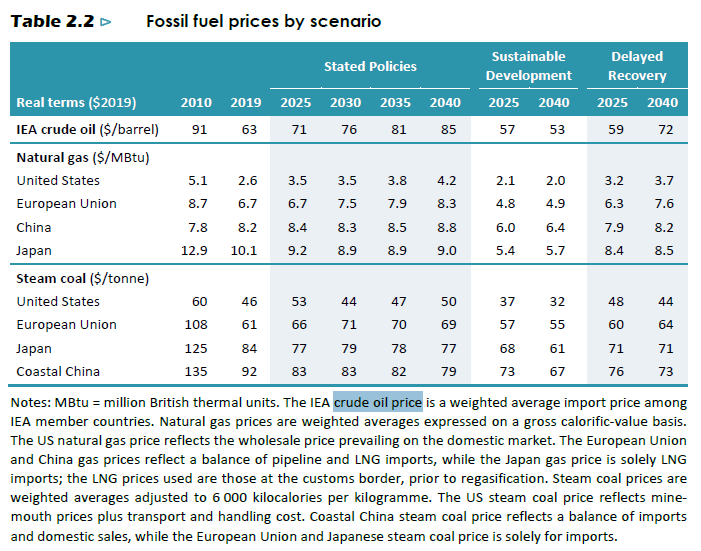 Table 2.2 ▷ Fossil fuel prices by scenario
Stated Policies Sustainable Development Delayed Recovery
Real terms ($2019) 2010 2019 2025 2030 2035 2040 2025 2040 2025 2040
IEA crude oil ($/barrel) 91 63 71 76 81 85 57 53 59 72
Natural gas ($/MBtu)
United States 5.1 2.6 3.5 3.5 3.8 4.2 2.1 2.0 3.2 3.7
European Union 8.7 6.7 6.7 7.5 7.9 8.3 4.8 4.9 6.3 7.6
China 7.8 8.2 8.4 8.3 8.5 8.8 6.0 6.4 7.9 8.2
Japan 12.9 10.1 9.2 8.9 8.9 9.0 5.4 5.7 8.4 8.5
Steam coal ($/tonne)
United States 60 46 53 44 47 50 37 32 48 44
European Union 108 61 66 71 70 69 57 55 60 64
Japan 125 84 77 79 78 77 68 61 71 71
Coastal China 135 92 83 83 82 79 73 67 76 73
Notes: MBtu = million British thermal units. The IEA crude oil price is a weighted average import price among
IEA member countries. Natural gas prices are weighted averages expressed on a gross calorific-value basis.
The US natural gas price reflects the wholesale price prevailing on the domestic market. The European Union
and China gas prices reflect a balance of pipeline and LNG imports, while the Japan gas price is solely LNG
imports; the LNG prices used are those at the customs border, prior to regasification. Steam coal prices are
weighted averages adjusted to 6 000 kilocalories per kilogramme. The US steam coal price reflects mine-
mouth prices plus transport and handling cost. Coastal China steam coal price reflects a balance of imports
and domestic sales, while the European Union and Japanese steam coal price is solely for imports.